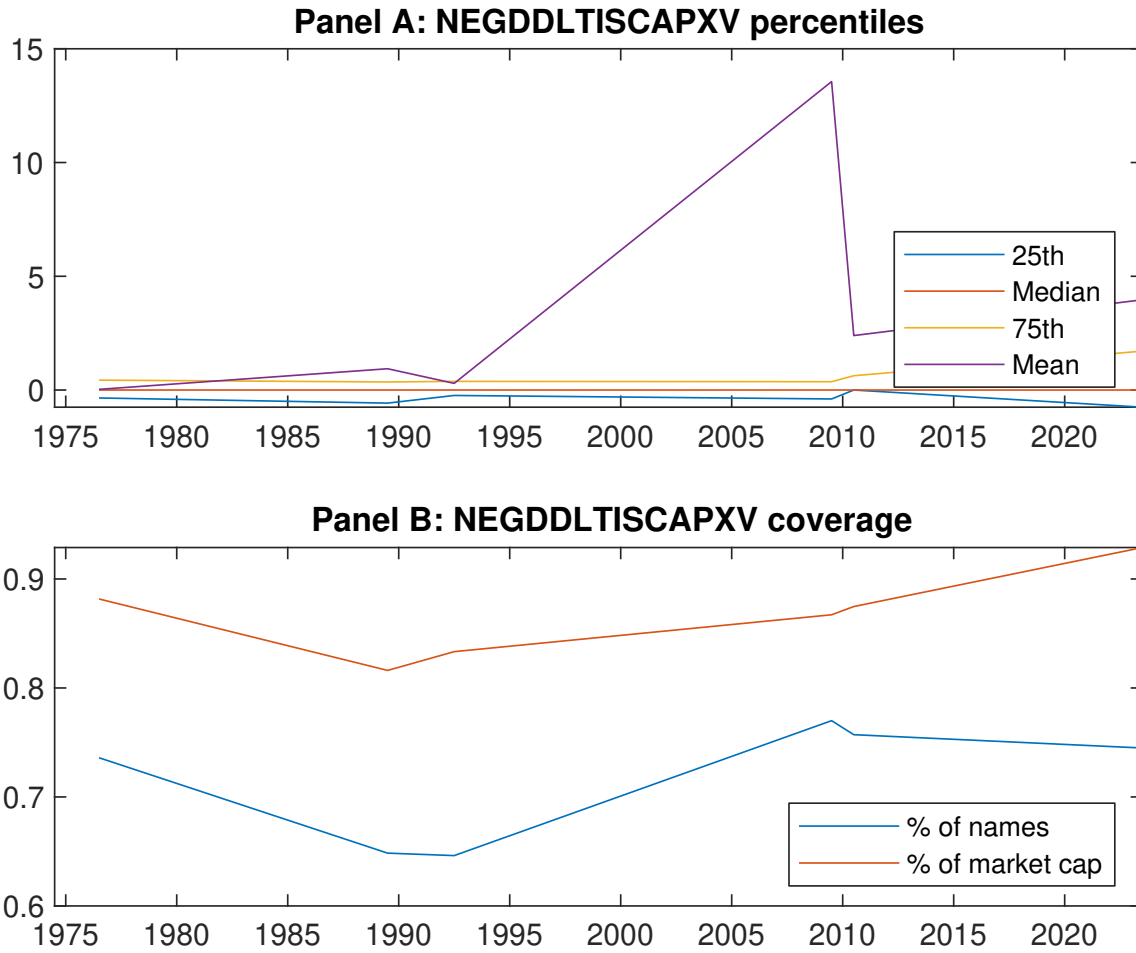 Panel A: NEGDDLTISCAPXV percentiles
15
10
5
0
25th
Median
75th
Mean
1975 1980 1985 1990 1995 2000 2005 2010 2015 2020
Panel B: NEGDDLTISCAPXV coverage
0.9
0.8
0.7
0.6
% of names
% of market cap
1975 1980 1985 1990 1995 2000 2005 2010 2015 2020